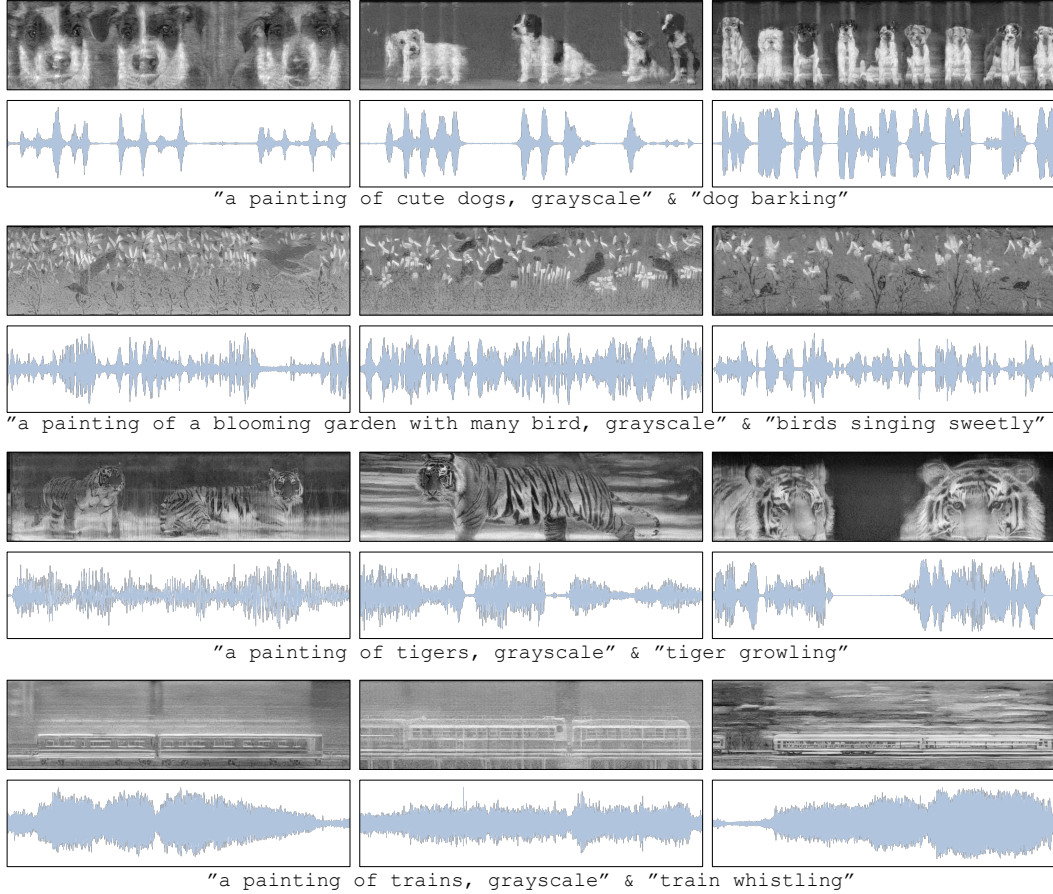 ”a painting of cute dogs, grayscale” & ”dog barking”
”a painting of a blooming garden with many bird, grayscale” & ”birds singing sweetly”
”a painting of tigers, grayscale” & ”tiger growling”
”a painting of trains, grayscale” & ”train whistling”